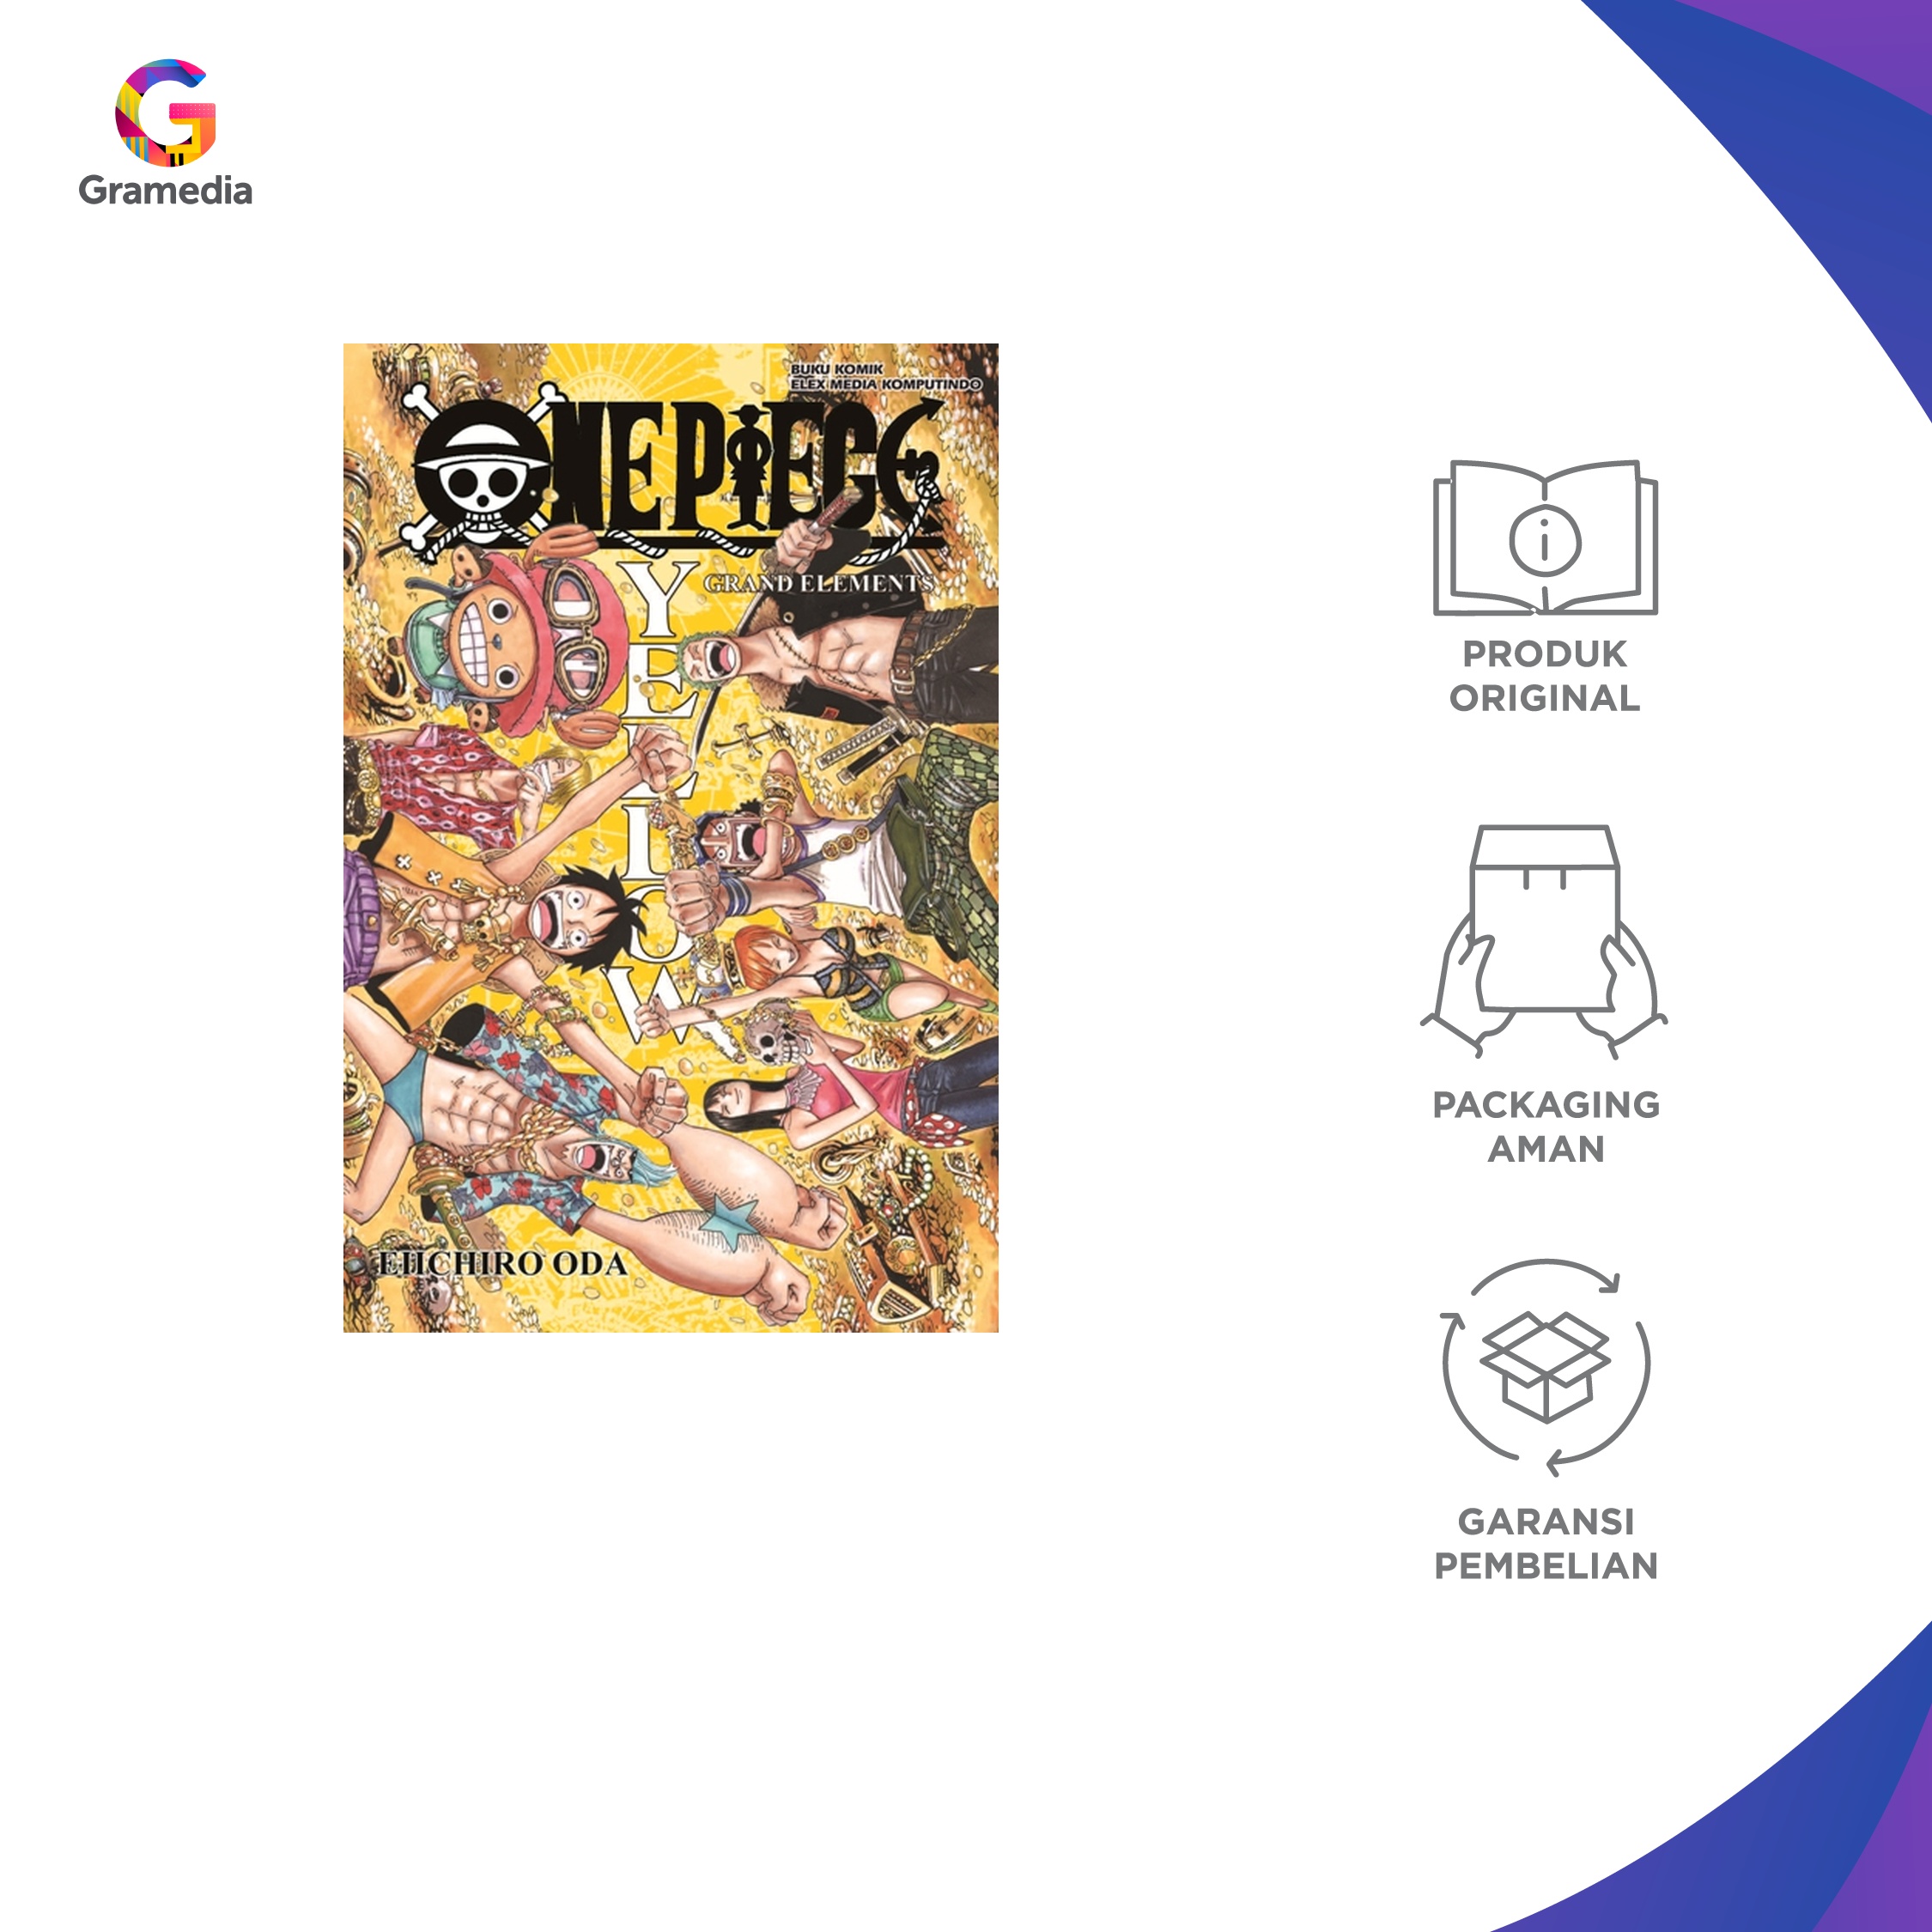 Gramedia
BUKU KOMIK
ELEX MEDIA KOMPUTINDO
ONE PIECE
GRAND ELEMENTS
YELLOW
EIICHIRO ODA
PRODUK
ORIGINAL
PACKAGING
AMAN
GARANSI
PEMBELIAN